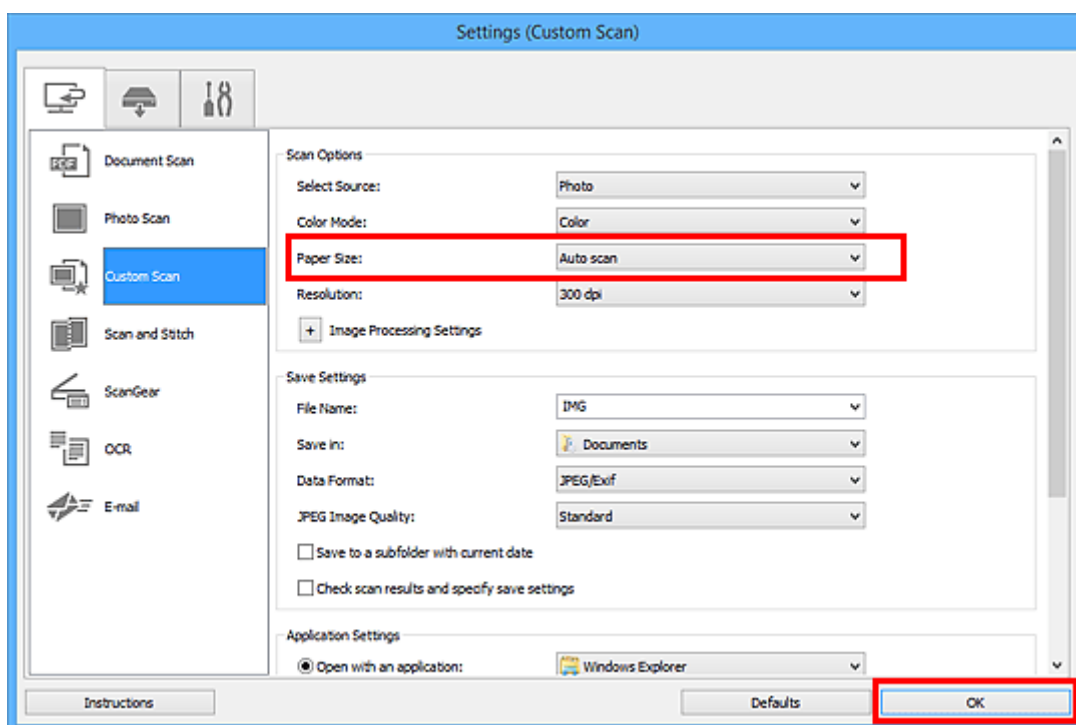 Settings (Custom Scan)
PDF
Document Scan
Photo Scan
Custom Scan
Scan and Stitch
ScanGear
OCR
E-mail
Scan Options
Select Source: Photo
Color Mode: Color
Paper Size: Auto scan
Resolution: 300 dpi
+ Image Processing Settings
Save Settings
File Name: IMG
Save in: Documents
Data Format: JPEG/Exif
JPEG Image Quality: Standard
Save to a subfolder with current date
Check scan results and specify save settings
Application Settings
Open with an application: Windows Explorer
Instructions Defaults OK